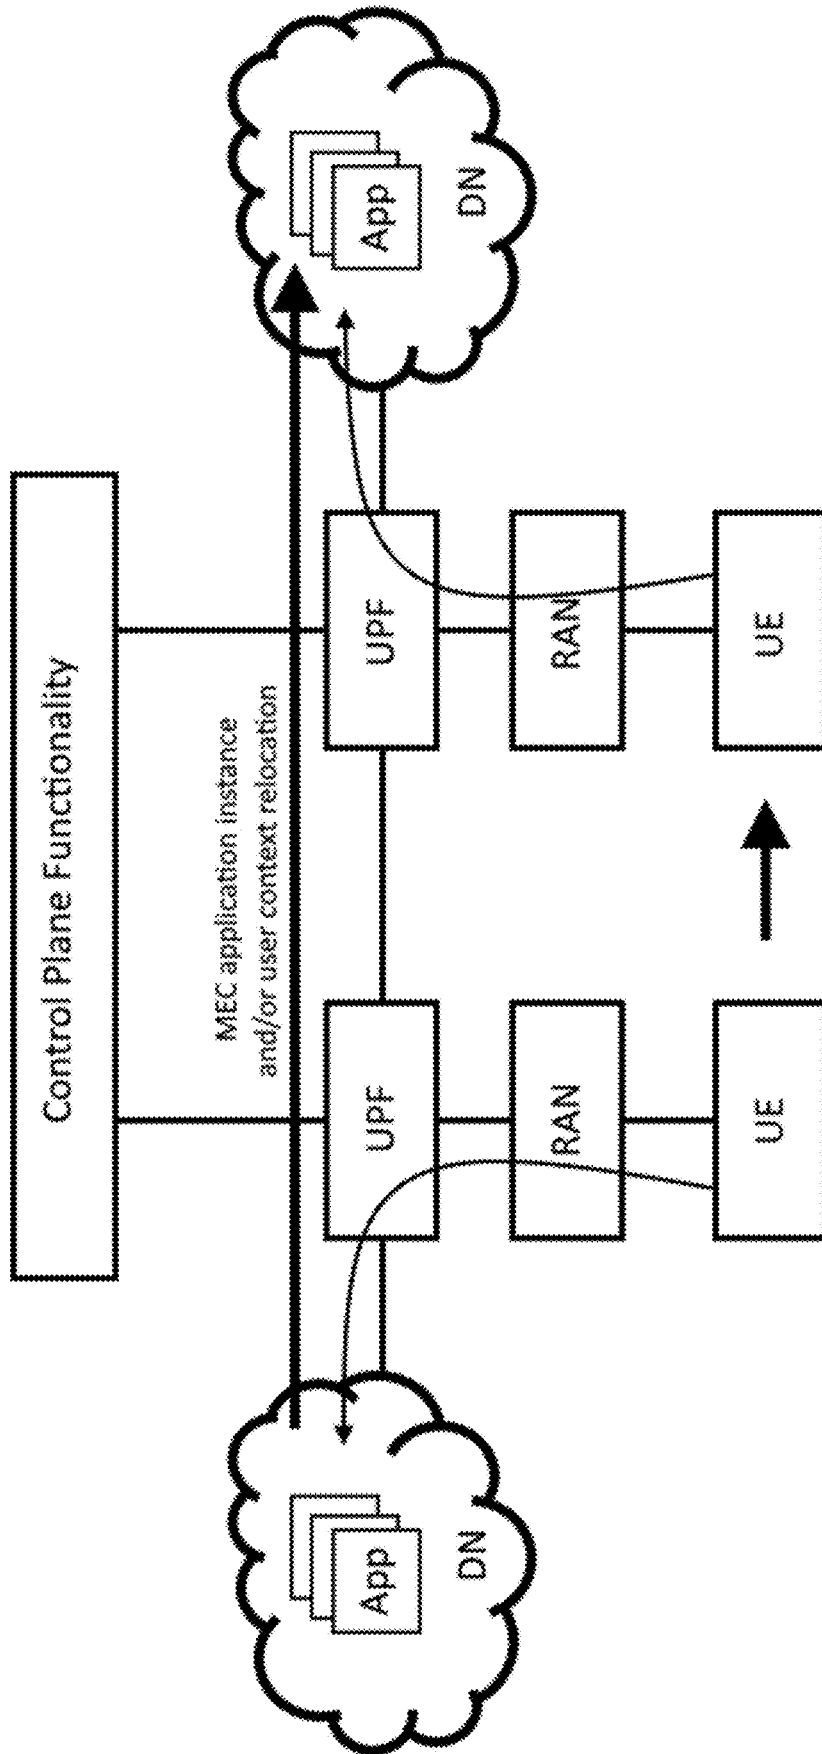 Control Plane Functionality
MEC application instance
and/or user context relocation
App
DN
UPF
UPF
App
DN
RAN
RAN
UE
UE